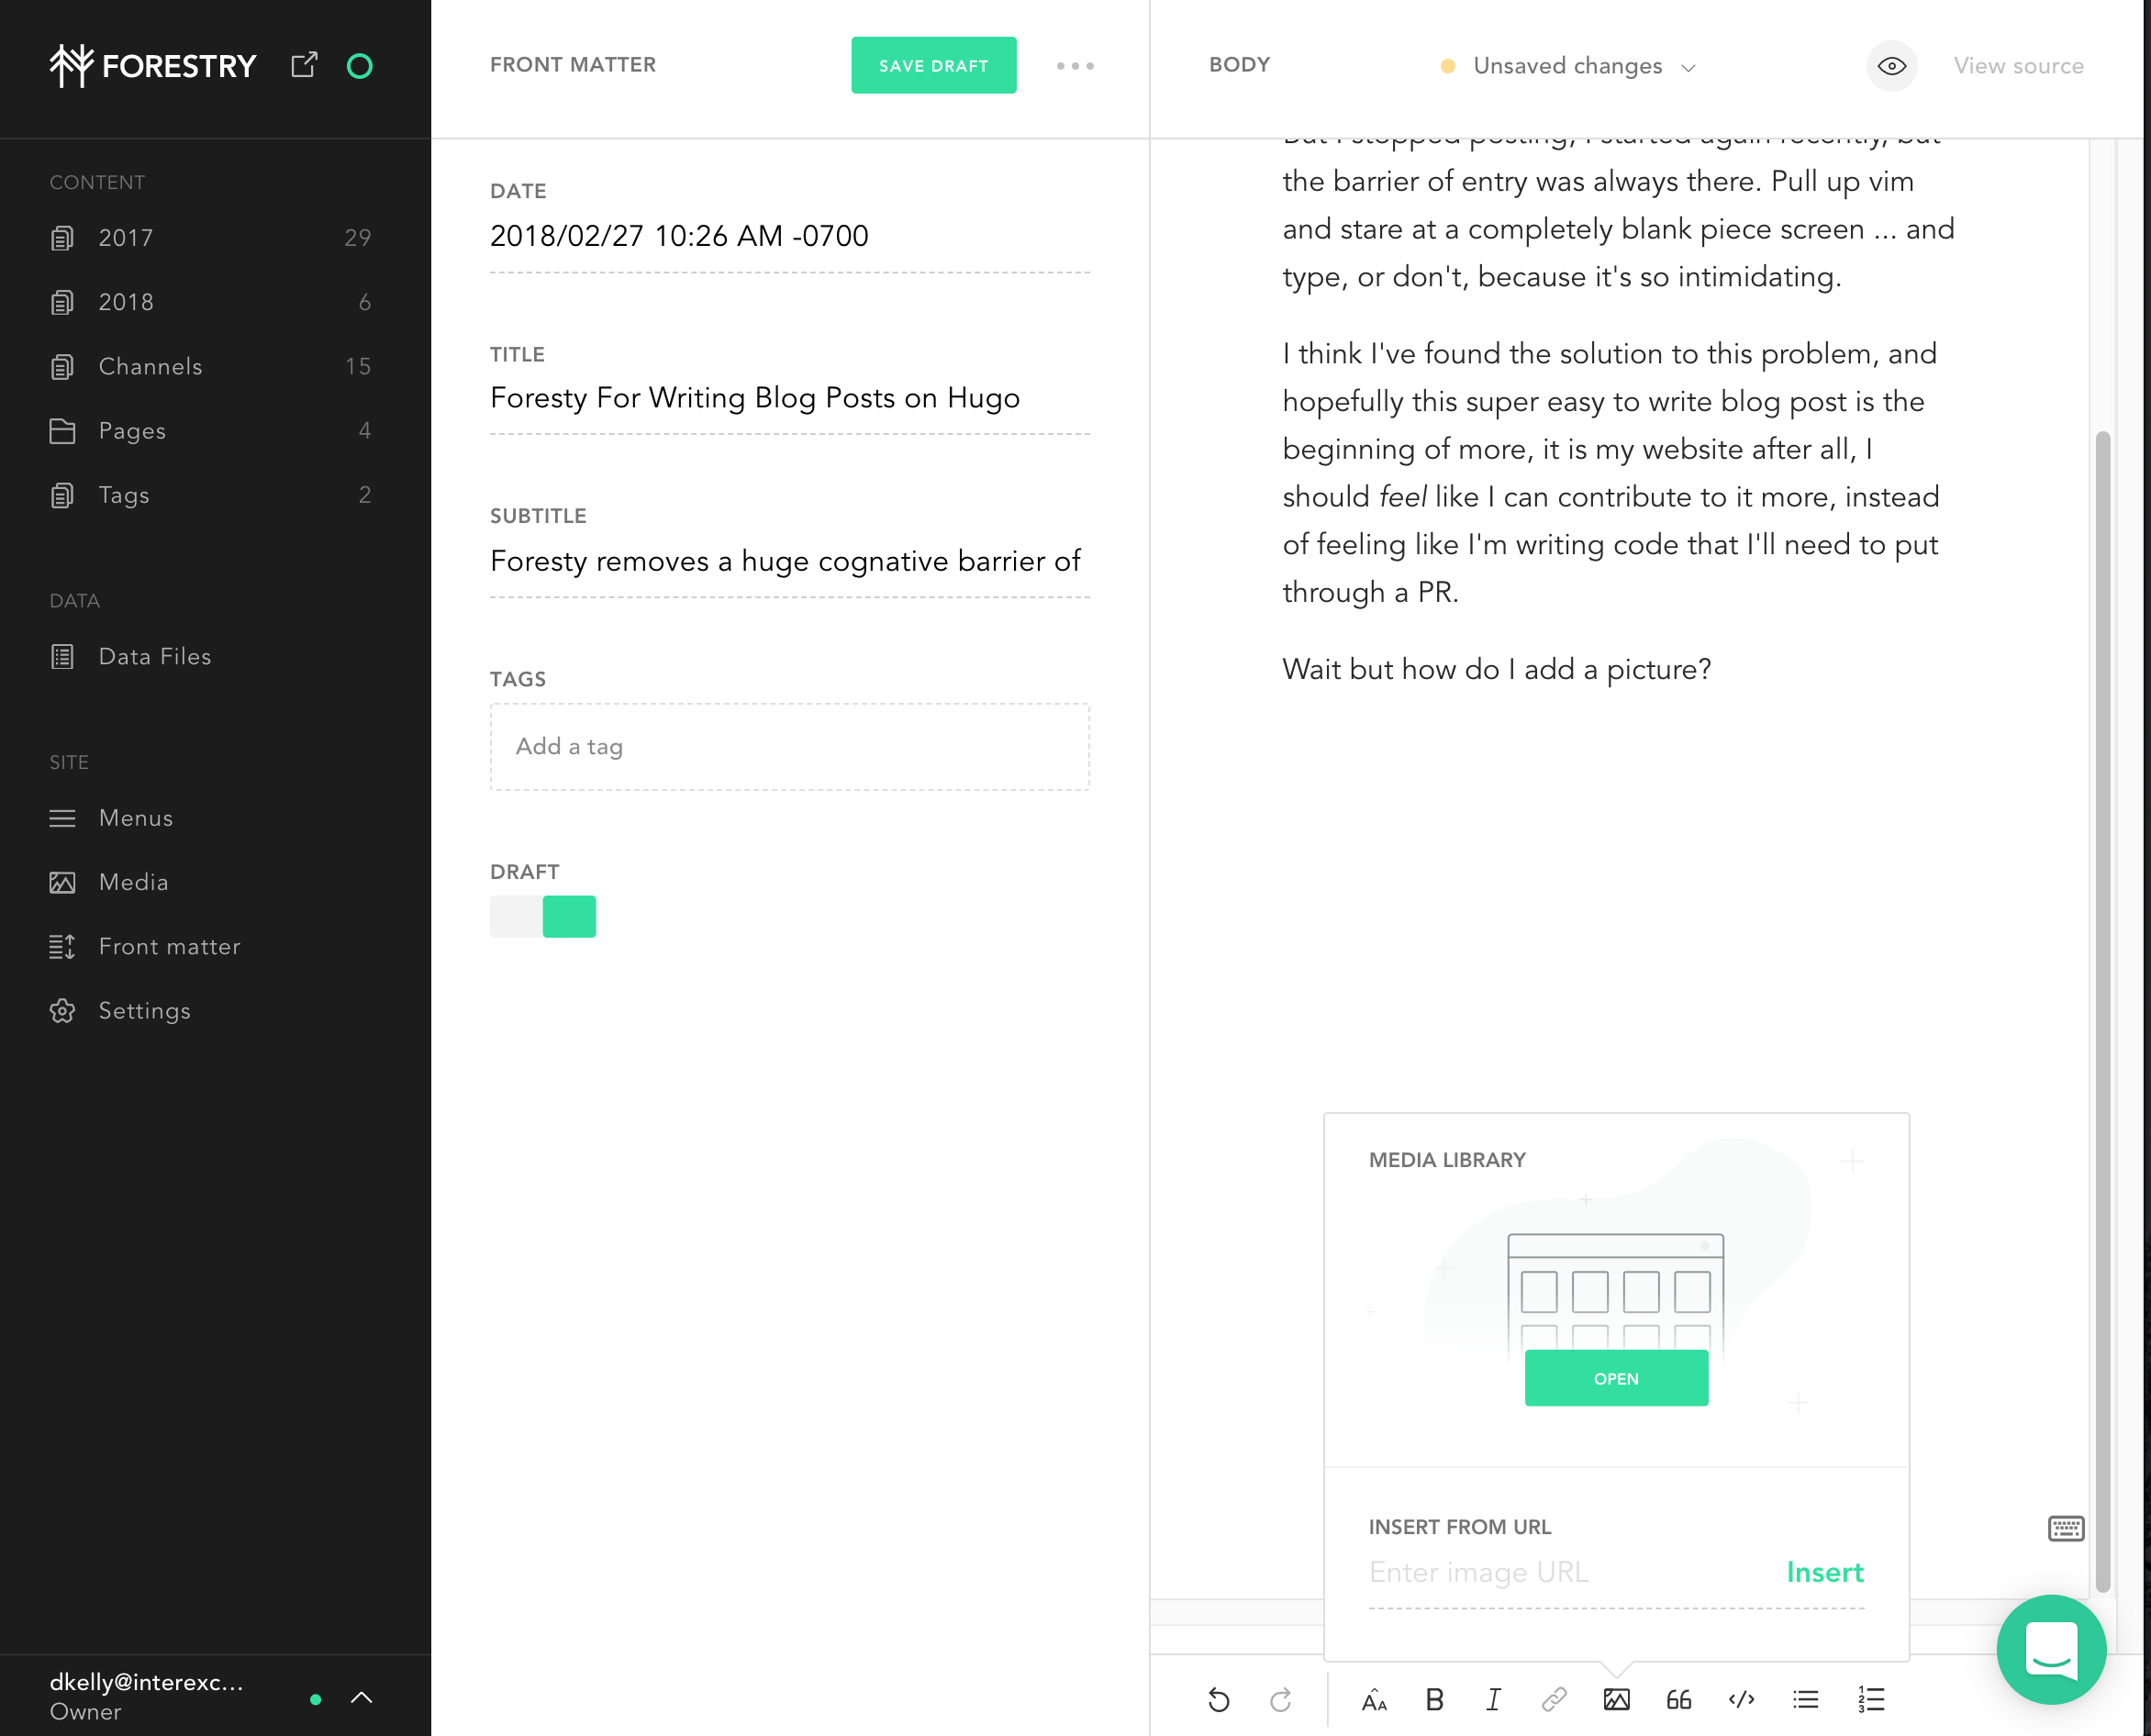 FORESTRY
CONTENT
2017 29
2018 6
Channels 15
Pages 4
Tags 2
DATA
Data Files
SITE
Menus
Media
Front matter
Settings
dkelly@interexc...
Owner
FRONT MATTER
SAVE DRAFT
DATE
2018/02/27 10:26 AM -0700
TITLE
Foresty For Writing Blog Posts on Hugo
SUBTITLE
Foresty removes a huge cognative barrier of
TAGS
Add a tag
DRAFT
BODY
Unsaved changes
View source
But I stopped posting, I started again recently, but
the barrier of entry was always there. Pull up vim
and stare at a completely blank piece screen ... and
type, or don't, because it's so intimidating.
I think I've found the solution to this problem, and
hopefully this super easy to write blog post is the
beginning of more, it is my website after all, I
should feel like I can contribute to it more, instead
of feeling like I'm writing code that I'll need to put
through a PR.
Wait but how do I add a picture?
MEDIA LIBRARY
OPEN
INSERT FROM URL
Enter image URL
Insert